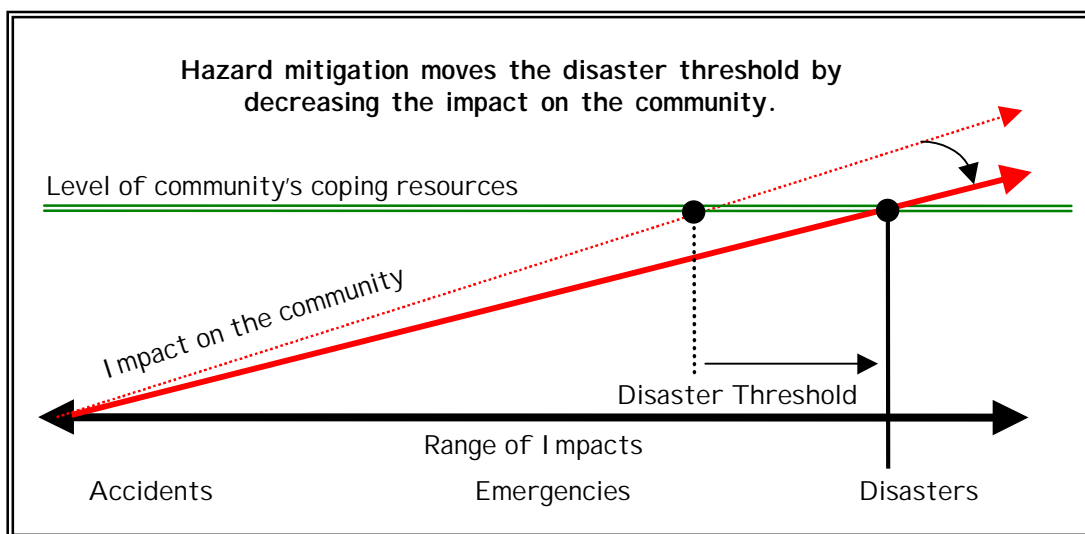 Hazard mitigation moves the disaster threshold by
decreasing the impact on the community.
Level of community's coping resources
Impact on the community
Disaster Threshold
Range of Impacts
Accidents Emergencies Disasters